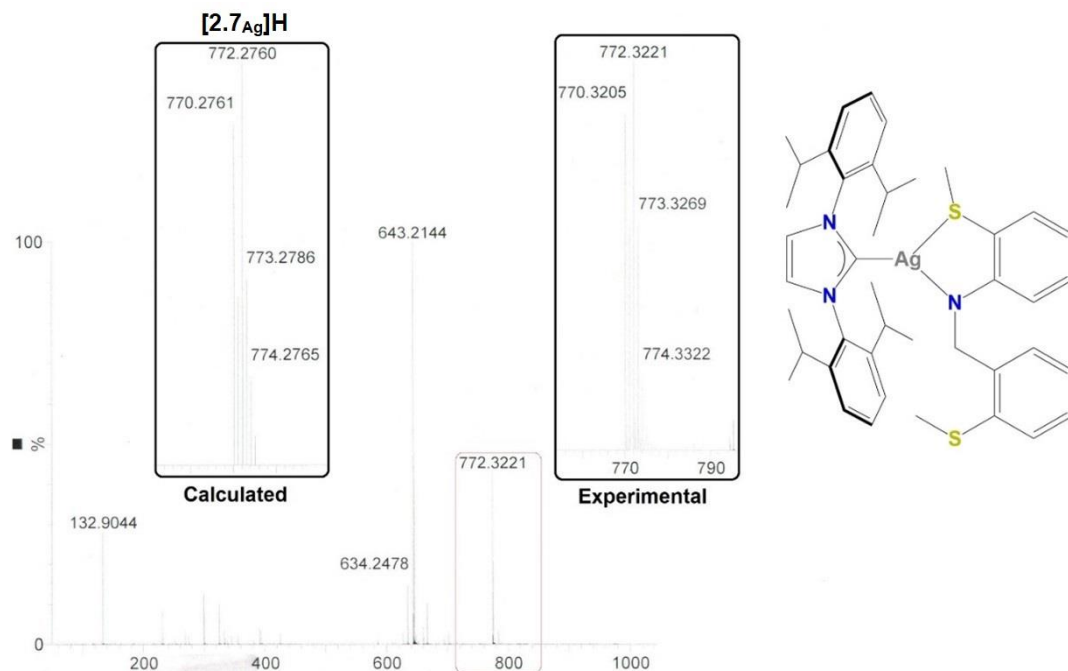 [2.7Ag]H
772.2760
770.2761
773.2786
774.2765
Calculated
772.3221
770.3205
773.3269
774.3322
770 790
Experimental
100
%
0
132.9044
634.2478
643.2144
772.3221
200 400 600 800 1000
N
N
Ag
S
N
S